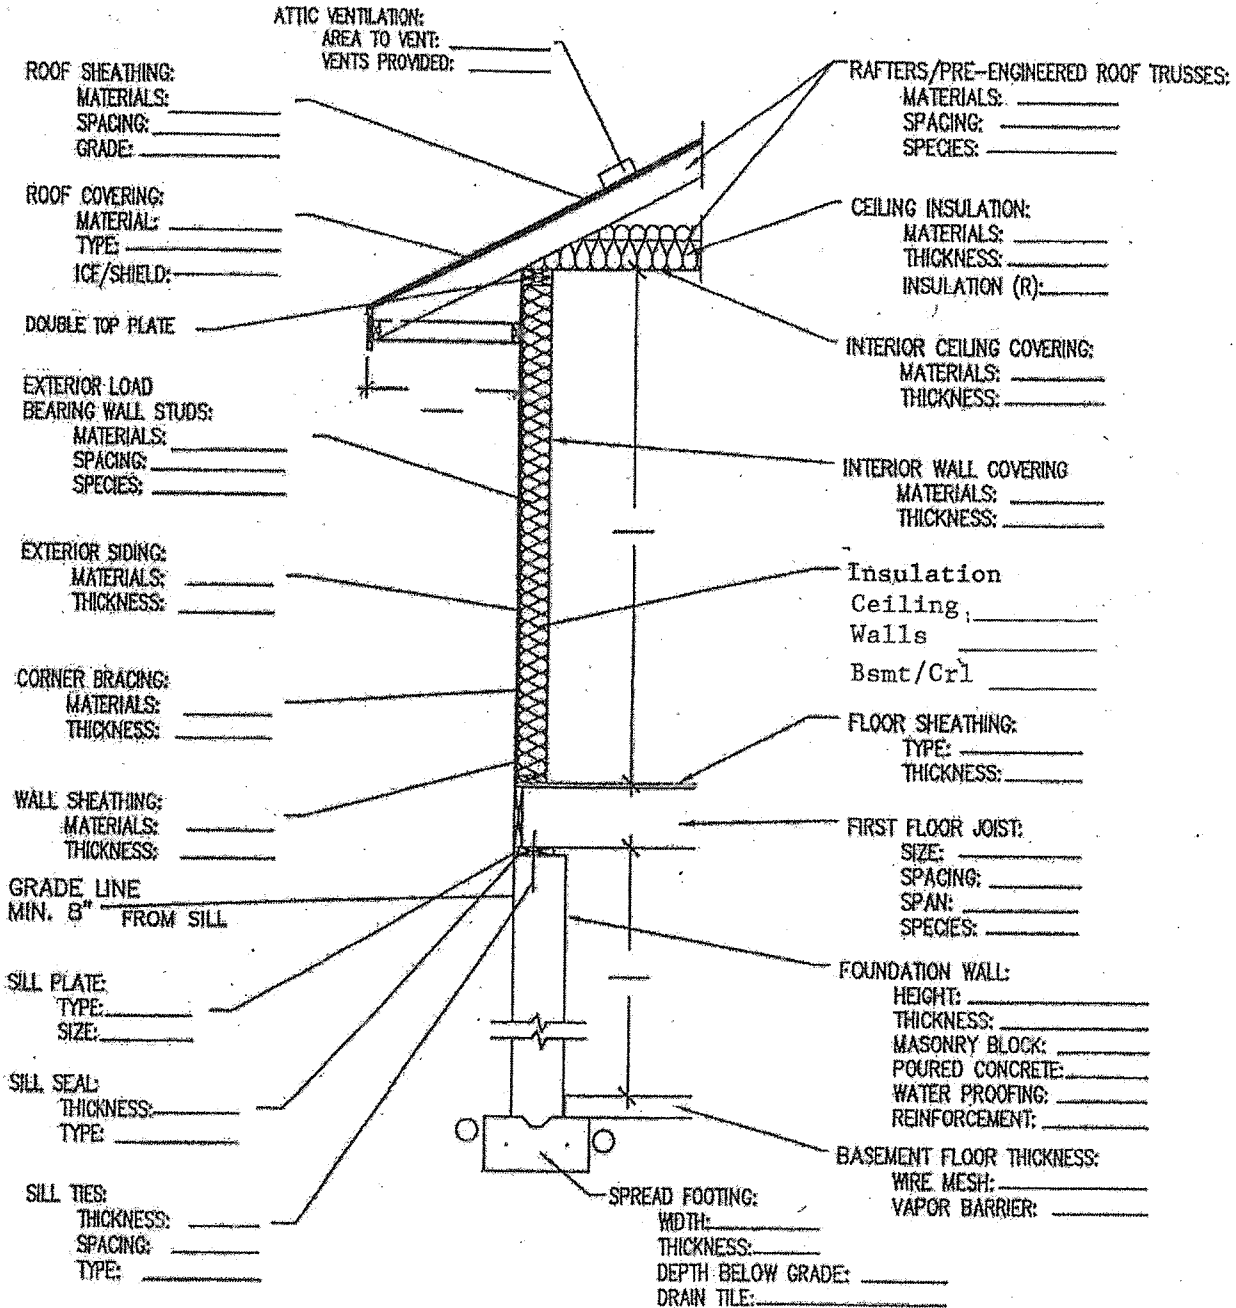 ATTIC VENTILATION:
AREA TO VENT:
VENTS PROVIDED:
ROOF SHEATHING:
MATERIALS:
SPACING:
GRADE:
ROOF COVERING:
MATERIAL:
TYPE:
ICE/SHIELD:
DOUBLE TOP PLATE
EXTERIOR LOAD
BEARING WALL STUDS:
MATERIALS:
SPACING:
SPECIES:
EXTERIOR SIDING:
MATERIALS:
THICKNESS:
CORNER BRACING:
MATERIALS:
THICKNESS:
WALL SHEATHING:
MATERIALS:
THICKNESS:
GRADE LINE
MIN. 8" FROM SILL
SILL PLATE:
TYPE:
SIZE:
SILL SEAL:
THICKNESS:
TYPE:
SILL TIES:
THICKNESS:
SPACING:
TYPE:
RAFTERS/PRE-ENGINEERED ROOF TRUSSES:
MATERIALS:
SPACING:
SPECIES:
CEILING INSULATION:
MATERIALS:
THICKNESS:
INSULATION (R):
INTERIOR CEILING COVERING:
MATERIALS:
THICKNESS:
INTERIOR WALL COVERING
MATERIALS:
THICKNESS:
Insulation
Ceiling
Walls
Bsmt/Crl
FLOOR SHEATHING:
TYPE:
THICKNESS:
FIRST FLOOR JOIST:
SIZE:
SPACING:
SPAN:
SPECIES:
FOUNDATION WALL:
HEIGHT:
THICKNESS:
MASONRY BLOCK:
POURED CONCRETE:
WATER PROOFING:
REINFORCEMENT:
BASEMENT FLOOR THICKNESS:
WIRE MESH:
VAPOR BARRIER:
SPREAD FOOTING:
WIDTH:
THICKNESS:
DEPTH BELOW GRADE:
DRAIN TILE: